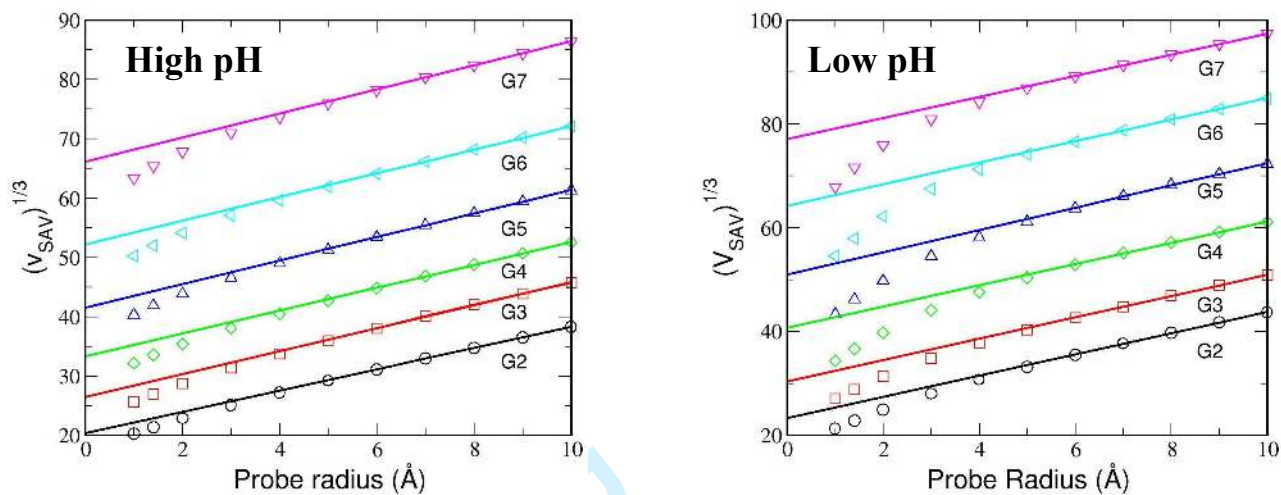 High pH
90
80
70
60
50
40
30
20
(v_SAV)^1/3
G7
G6
G5
G4
G3
G2
0 2 4 6 8 10
Probe radius (Å)
Low pH
100
80
60
40
20
(V_SAV)^1/3
G7
G6
G5
G4
G3
G2
0 2 4 6 8 10
Probe Radius (Å)